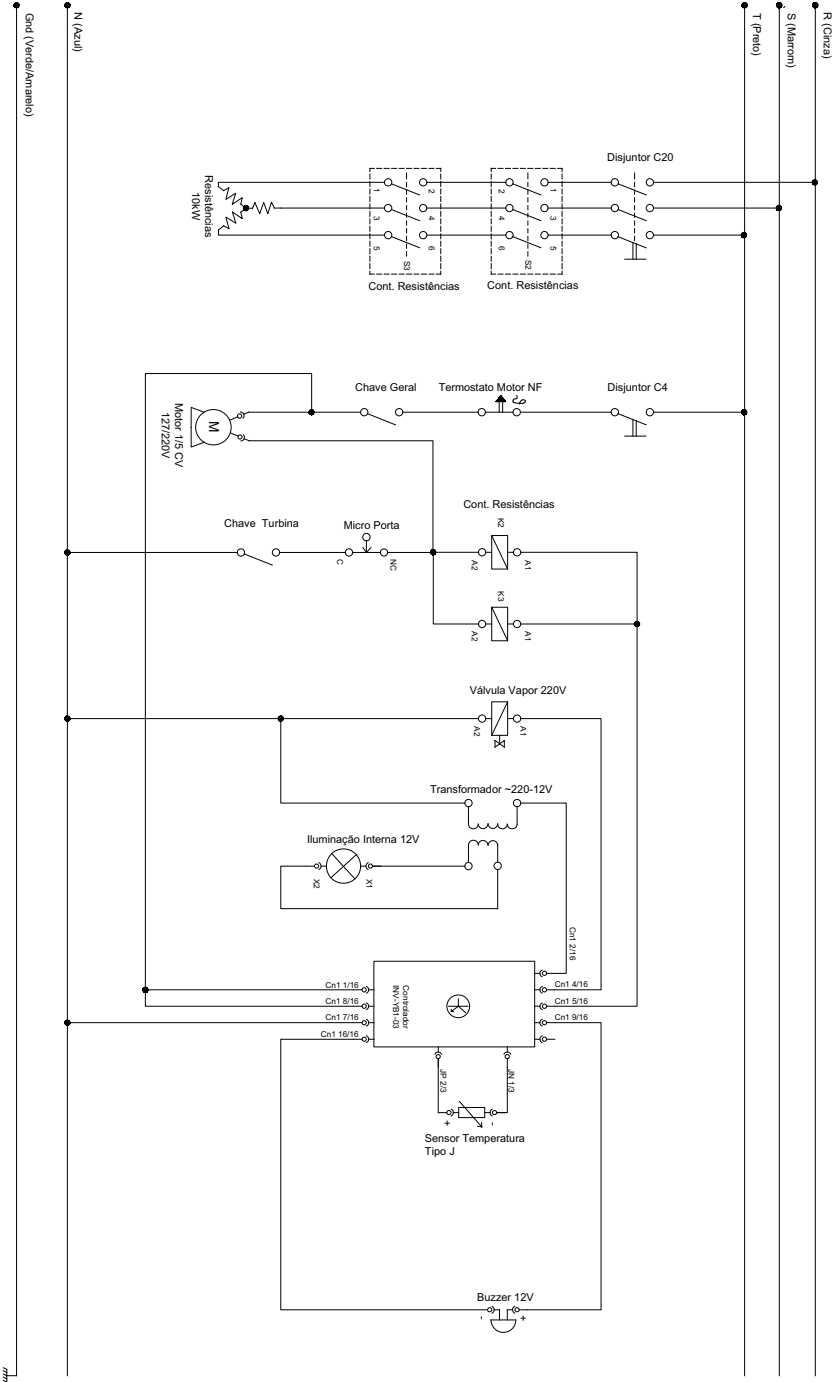 R (Cinza)
S (Marrom)
T (Preto)
N (Azul)
Gnd (Verde/Amarelo)
Disjuntor C20
1
2
2
1
3
4
4
3
5
6
6
5
S3
S2
Resistências
10kW
Cont. Resistências
Cont. Resistências
Chave Geral
Termostato Motor NF
Disjuntor C4
M
Motor 1/5 CV
127/220V
Cont. Resistências
K2
Chave Turbina
Micro Porta
C
NC
A2
A1
K3
A2
A1
Válvula Vapor 220V
A2
A1
Transformador ~220-12V
Iluminação Interna 12V
X2
X1
Cn1 2/16
Cn1 1/16
Cn1 4/16
Cn1 8/16
Cn1 5/16
Cn1 7/16
Cn1 9/16
Cn1 16/16
Controlador
INV-YB1-03
JP 2/3
JN 1/3
+
-
Sensor Temperatura
Tipo J
Buzzer 12V
-
+